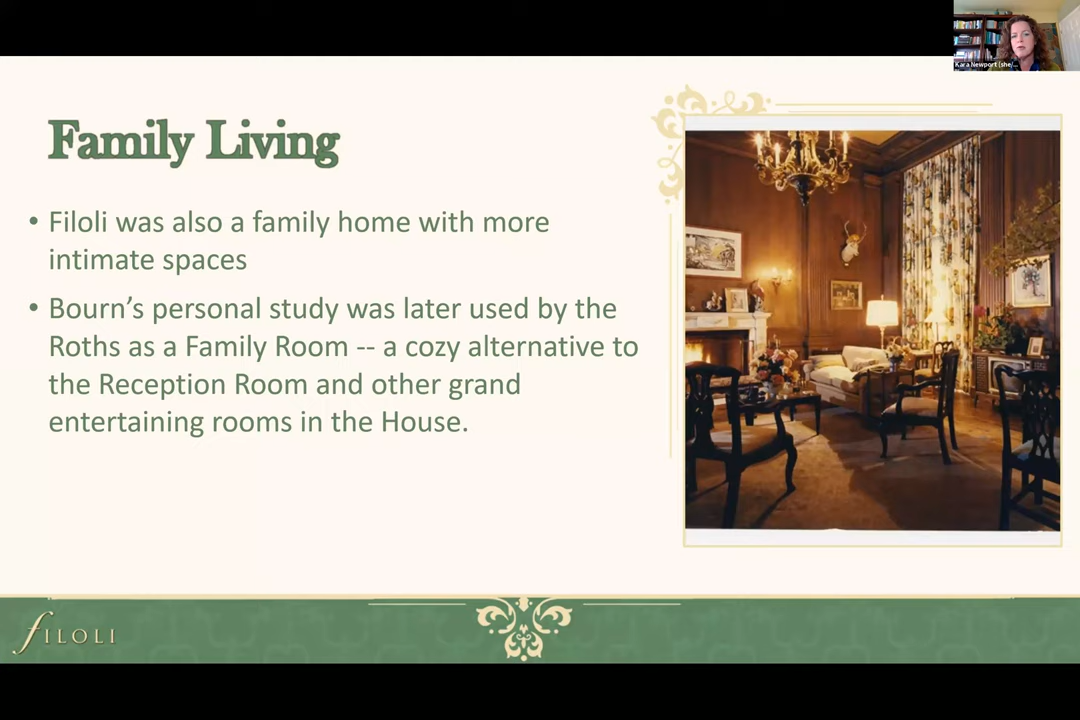 Kara Newport (she/...
Family Living
• Filoli was also a family home with more
intimate spaces
• Bourn’s personal study was later used by the
Roths as a Family Room -- a cozy alternative to
the Reception Room and other grand
entertaining rooms in the House.
FILOLI